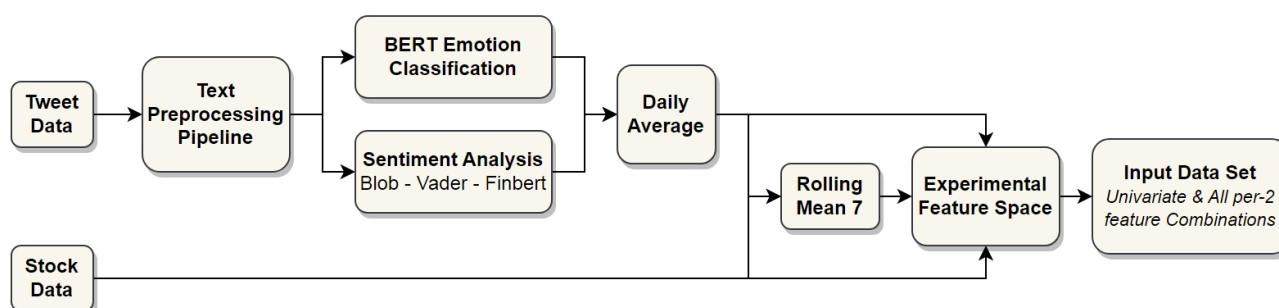 Tweet
Data
Text
Preprocessing
Pipeline
BERT Emotion
Classification
Sentiment Analysis
Blob - Vader - Finbert
Daily
Average
Rolling
Mean 7
Experimental
Feature Space
Input Data Set
Univariate & All per-2
feature Combinations
Stock
Data